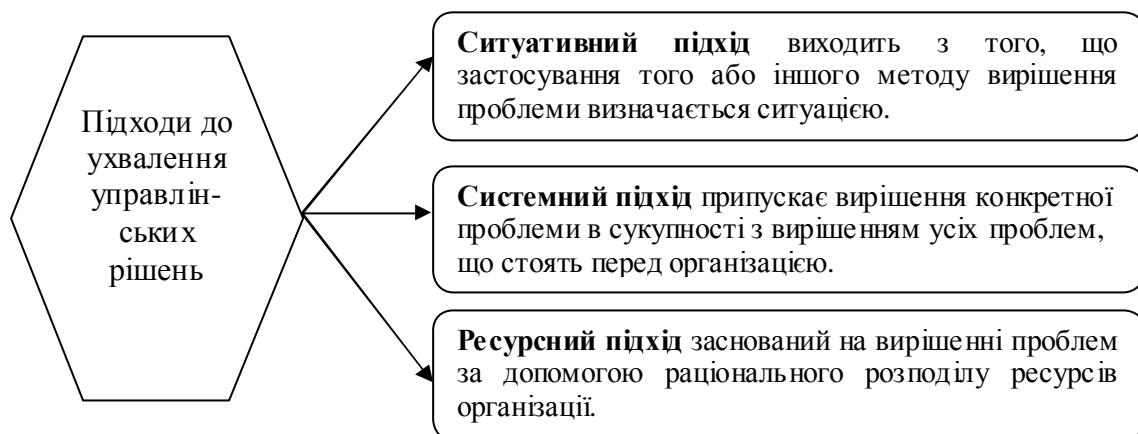 Підходи до
ухвалення
управлін-
ських
рішень
Ситуативний підхід виходить з того, що
застосування того або іншого методу вирішення
проблеми визначається ситуацією.
Системний підхід припускає вирішення конкретної
проблеми в сукупності з вирішенням усіх проблем,
що стоять перед організацією.
Ресурсний підхід заснований на вирішенні проблем
за допомогою раціонального розподілу ресурсів
організації.